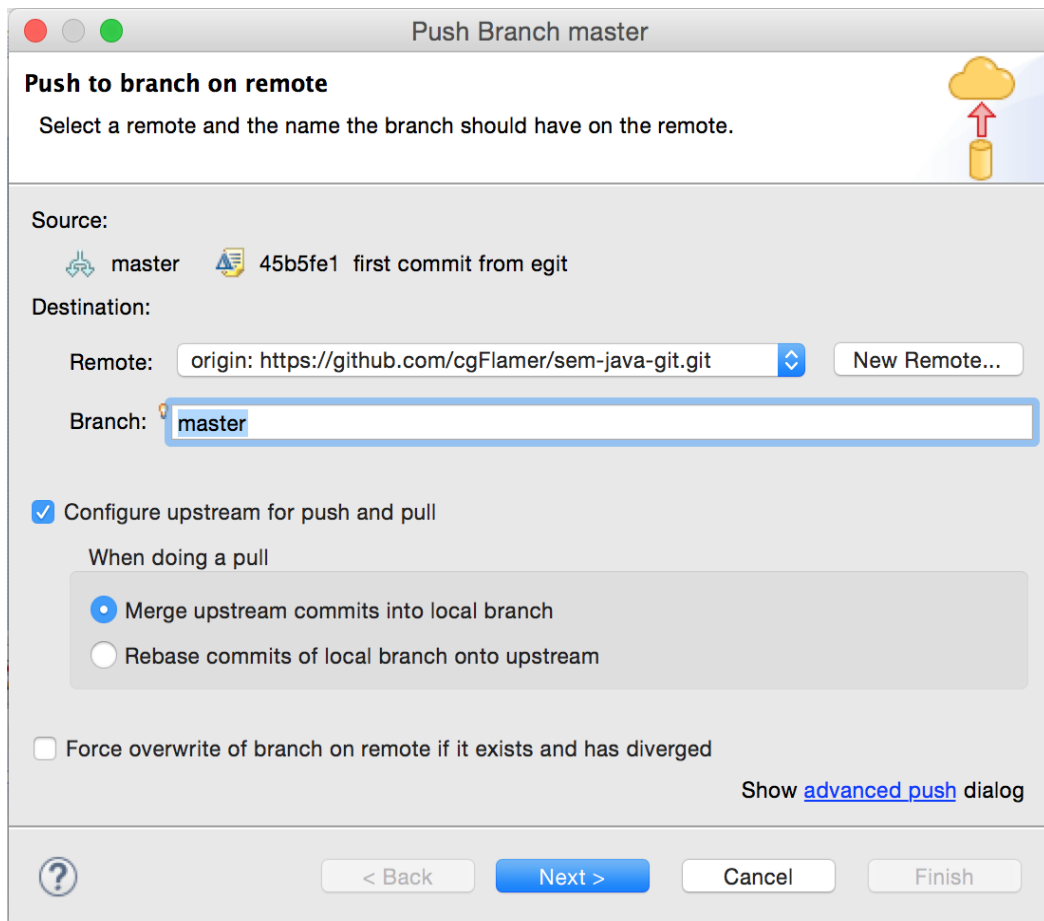 Push Branch master
Push to branch on remote
Select a remote and the name the branch should have on the remote.
Source:
master 45b5fe1 first commit from egit
Destination:
Remote: origin: https://github.com/cgFlamer/sem-java-git.git New Remote...
Branch: master
Configure upstream for push and pull
When doing a pull
Merge upstream commits into local branch
Rebase commits of local branch onto upstream
Force overwrite of branch on remote if it exists and has diverged
Show advanced push dialog
? < Back Next > Cancel Finish